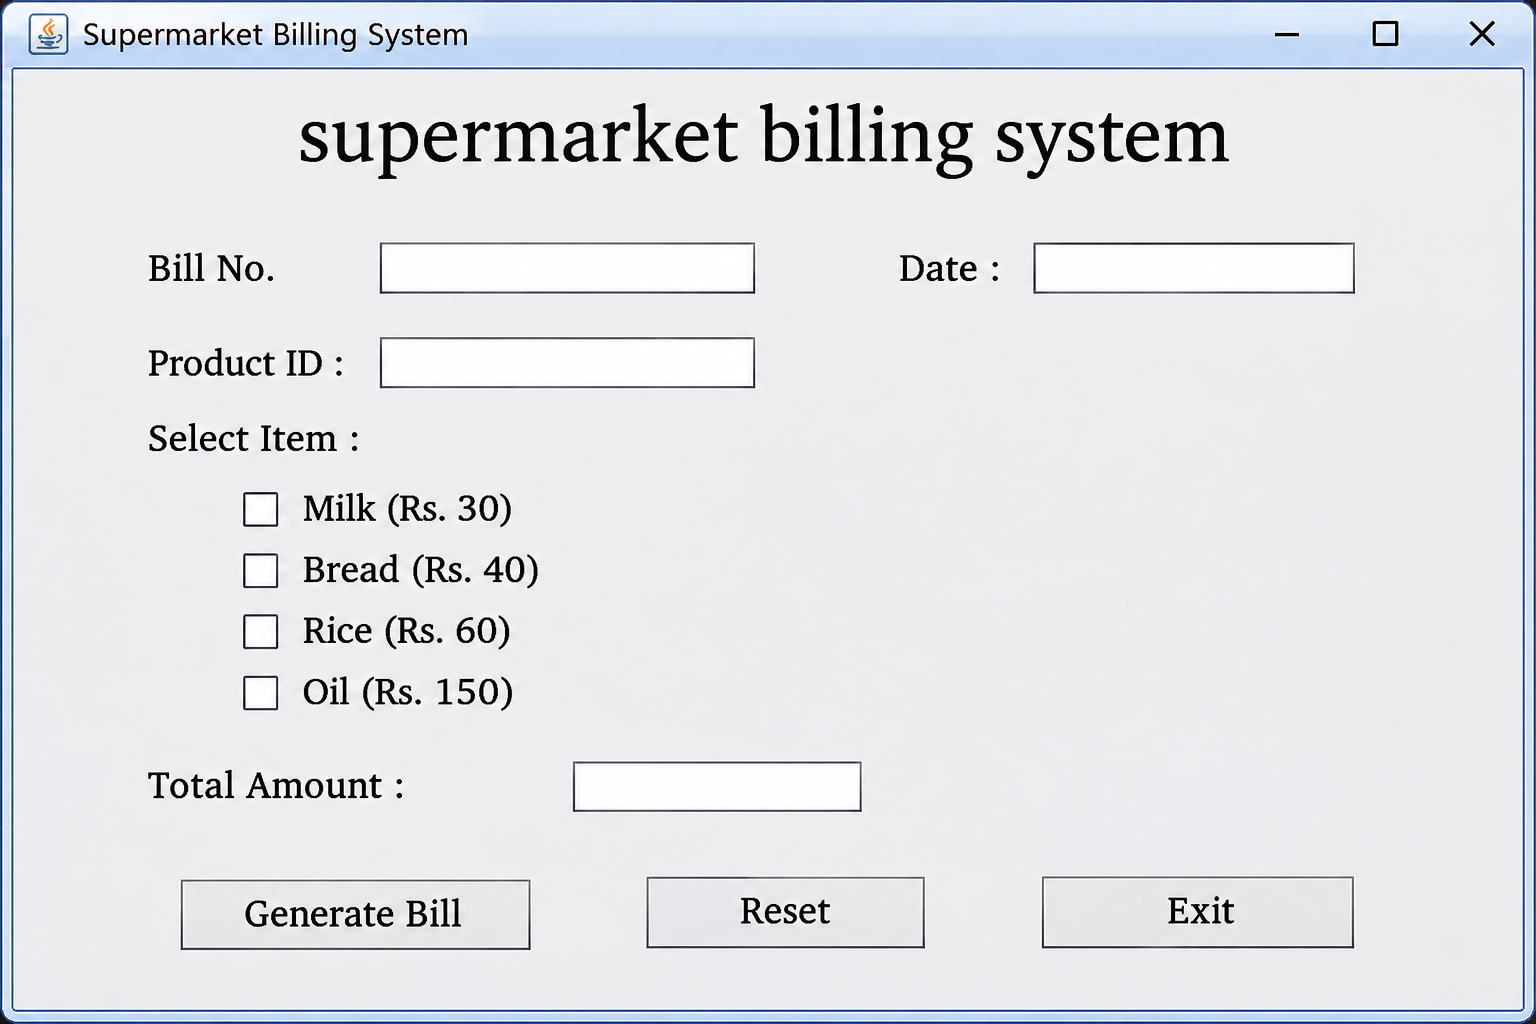 Supermarket Billing System
supermarket billing system
Bill No. Date :
Product ID :
Select Item :
Milk (Rs. 30)
Bread (Rs. 40)
Rice (Rs. 60)
Oil (Rs. 150)
Total Amount :
Generate Bill Reset Exit